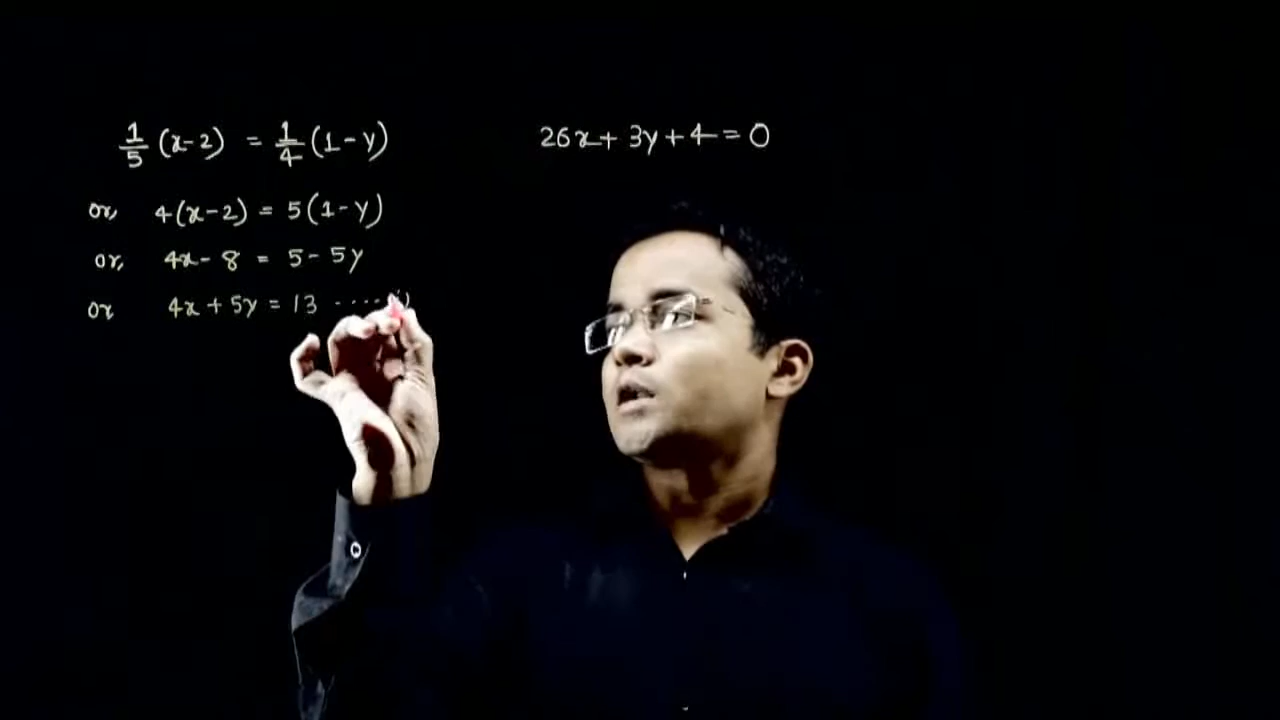 1/5 (x-2) = 1/4 (1-y)
or, 4(x-2) = 5(1-y)
or, 4x - 8 = 5 - 5y
or 4x + 5y = 13 .....
26x + 3y + 4 = 0